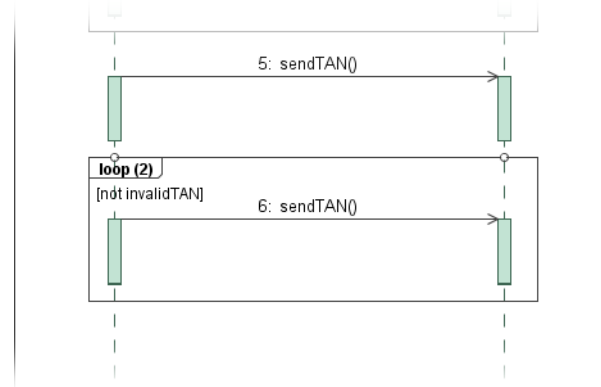 5: sendTAN()
loop (2)
[not invalidTAN]
6: sendTAN()